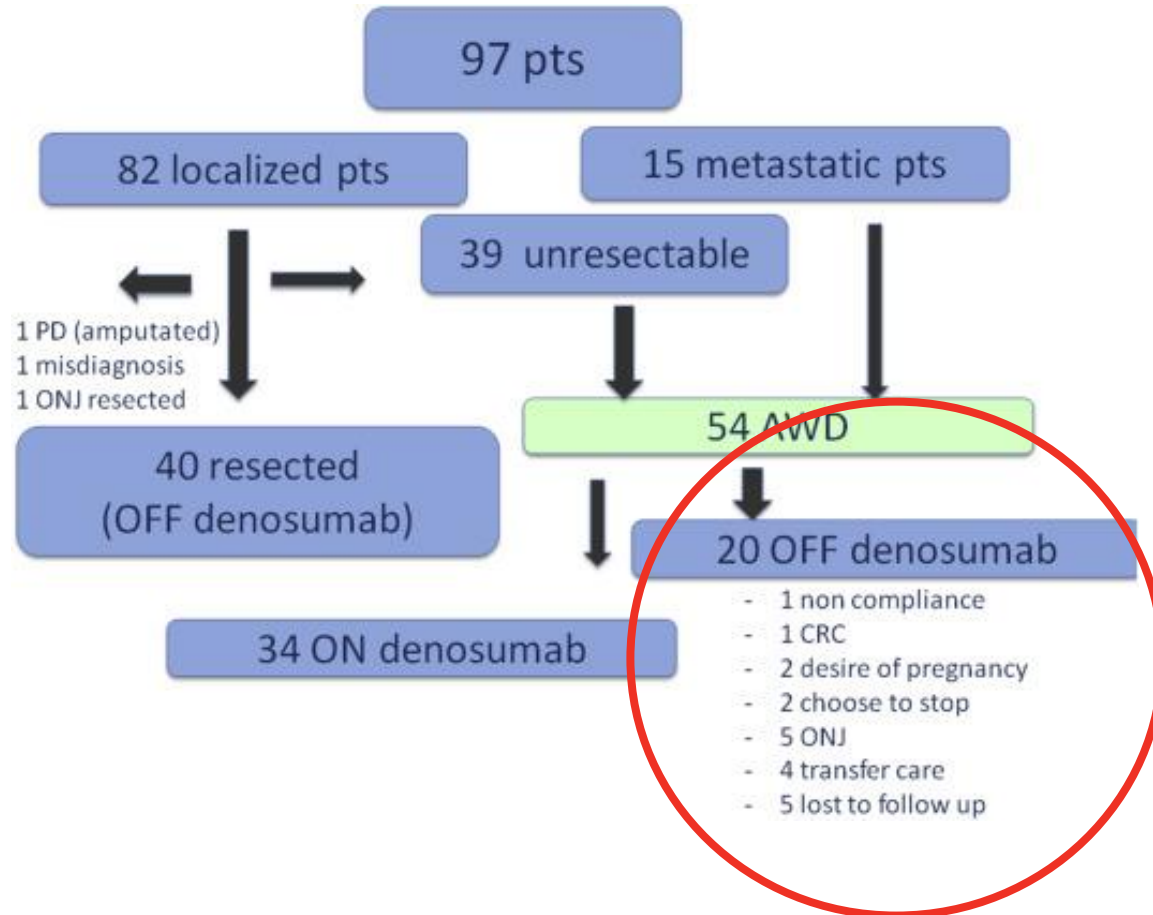 97 pts
82 localized pts
15 metastatic pts
39 unresectable
1 PD (amputated)
1 misdiagnosis
1 ONJ resected
54 AWD
40 resected
(OFF denosumab)
20 OFF denosumab
- 1 non compliance
- 1 CRC
- 2 desire of pregnancy
- 2 choose to stop
- 5 ONJ
- 4 transfer care
- 5 lost to follow up
34 ON denosumab